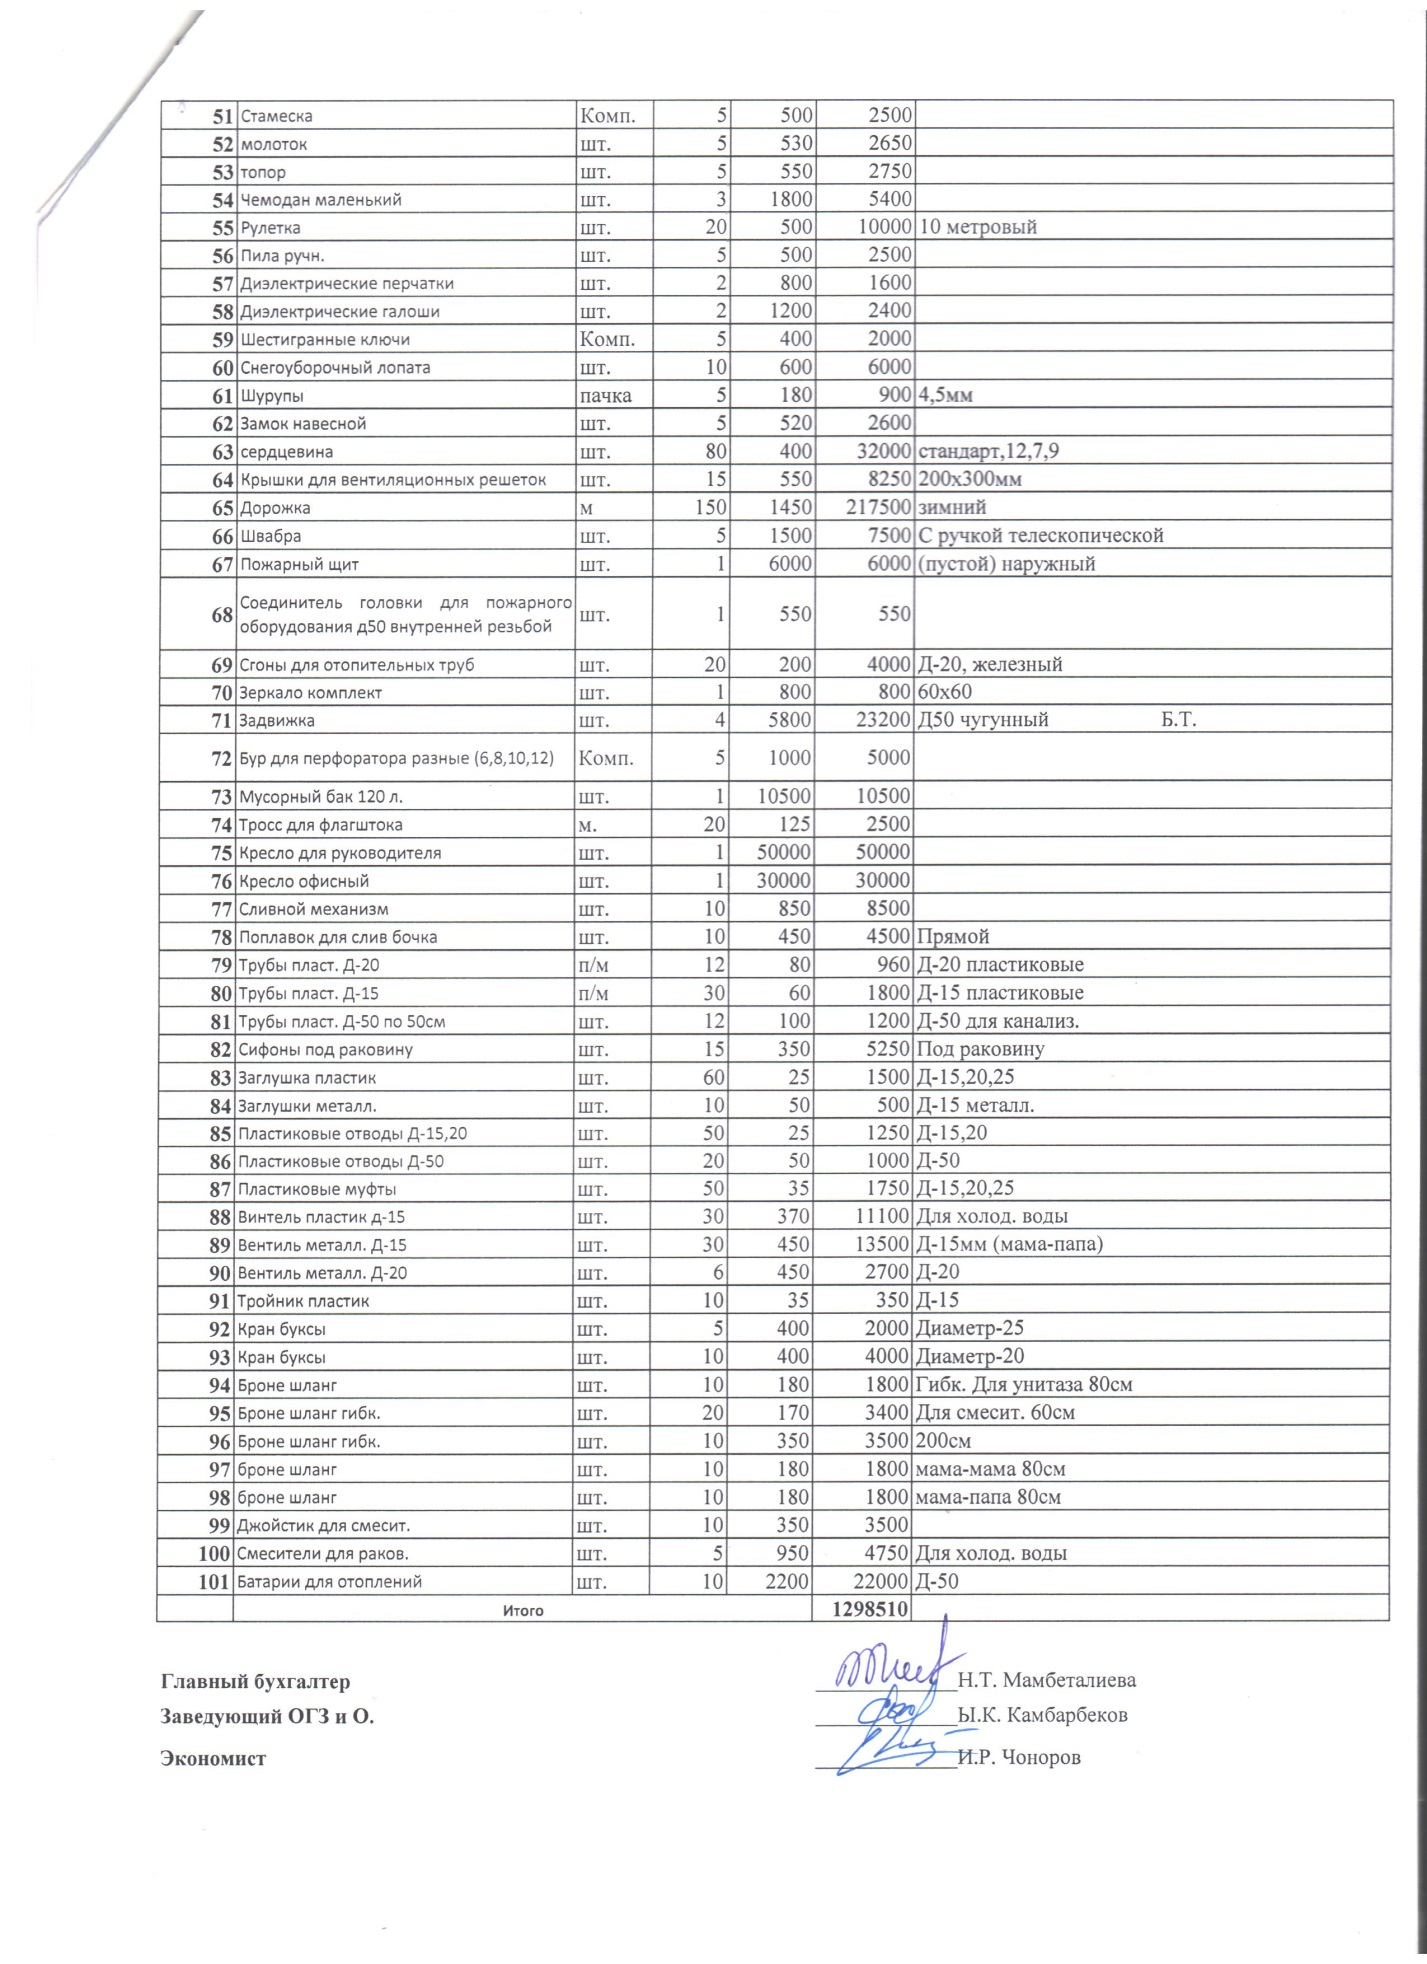 51 Стамеска Комп. 5 500 2500
52 молоток шт. 5 530 2650
53 топор шт. 5 550 2750
54 Чемодан маленький шт. 3 1800 5400
55 Рулетка шт. 20 500 10000 10 метровый
56 Пила ручн. шт. 5 500 2500
57 Диэлектрические перчатки шт. 2 800 1600
58 Диэлектрические галоши шт. 2 1200 2400
59 Шестигранные ключи Комп. 5 400 2000
60 Снегоуборочный лопата шт. 10 600 6000
61 Шурупы пачка 5 180 900 4,5мм
62 Замок навесной шт. 5 520 2600
63 сердцевина шт. 80 400 32000 стандарт,12,7,9
64 Крышки для вентиляционных решеток шт. 15 550 8250 200х300мм
65 Дорожка м 150 1450 217500 зимний
66 Швабра шт. 5 1500 7500 С ручкой телескопической
67 Пожарный щит шт. 1 6000 6000 (пустой) наружный
68 Соединитель головки для пожарного
оборудования д50 внутренней резьбой шт. 1 550 550
69 Сгоны для отопительных труб шт. 20 200 4000 Д-20, железный
70 Зеркало комплект шт. 1 800 800 60х60
71 Задвижка шт. 4 5800 23200 Д50 чугунный Б.Т.
72 Бур для перфоратора разные (6,8,10,12) Комп. 5 1000 5000
73 Мусорный бак 120 л. шт. 1 10500 10500
74 Тросс для флагштока м. 20 125 2500
75 Кресло для руководителя шт. 1 50000 50000
76 Кресло офисный шт. 1 30000 30000
77 Сливной механизм шт. 10 850 8500
78 Поплавок для слив бочка шт. 10 450 4500 Прямой
79 Трубы пласт. Д-20 п/м 12 80 960 Д-20 пластиковые
80 Трубы пласт. Д-15 п/м 30 60 1800 Д-15 пластиковые
81 Трубы пласт. Д-50 по 50см шт. 12 100 1200 Д-50 для канализ.
82 Сифоны под раковину шт. 15 350 5250 Под раковину
83 Заглушка пластик шт. 60 25 1500 Д-15,20,25
84 Заглушки металл. шт. 10 50 500 Д-15 металл.
85 Пластиковые отводы Д-15,20 шт. 50 25 1250 Д-15,20
86 Пластиковые отводы Д-50 шт. 20 50 1000 Д-50
87 Пластиковые муфты шт. 50 35 1750 Д-15,20,25
88 Винтель пластик д-15 шт. 30 370 11100 Для холод. воды
89 Вентиль металл. Д-15 шт. 30 450 13500 Д-15мм (мама-папа)
90 Вентиль металл. Д-20 шт. 6 450 2700 Д-20
91 Тройник пластик шт. 10 35 350 Д-15
92 Кран буксы шт. 5 400 2000 Диаметр-25
93 Кран буксы шт. 10 400 4000 Диаметр-20
94 Броне шланг шт. 10 180 1800 Гибк. Для унитаза 80см
95 Броне шланг гибк. шт. 20 170 3400 Для смесит. 60см
96 Броне шланг гибк. шт. 10 350 3500 200см
97 броне шланг шт. 10 180 1800 мама-мама 80см
98 броне шланг шт. 10 180 1800 мама-папа 80см
99 Джойстик для смесит. шт. 10 350 3500
100 Смесители для раков. шт. 5 950 4750 Для холод. воды
101 Батарии для отоплений шт. 10 2200 22000 Д-50
Итого 1298510
Главный бухгалтер Н.Т. Мамбеталиева
Заведующий ОГЗ и О. Ы.К. Камбарбеков
Экономист И.Р. Чоноров